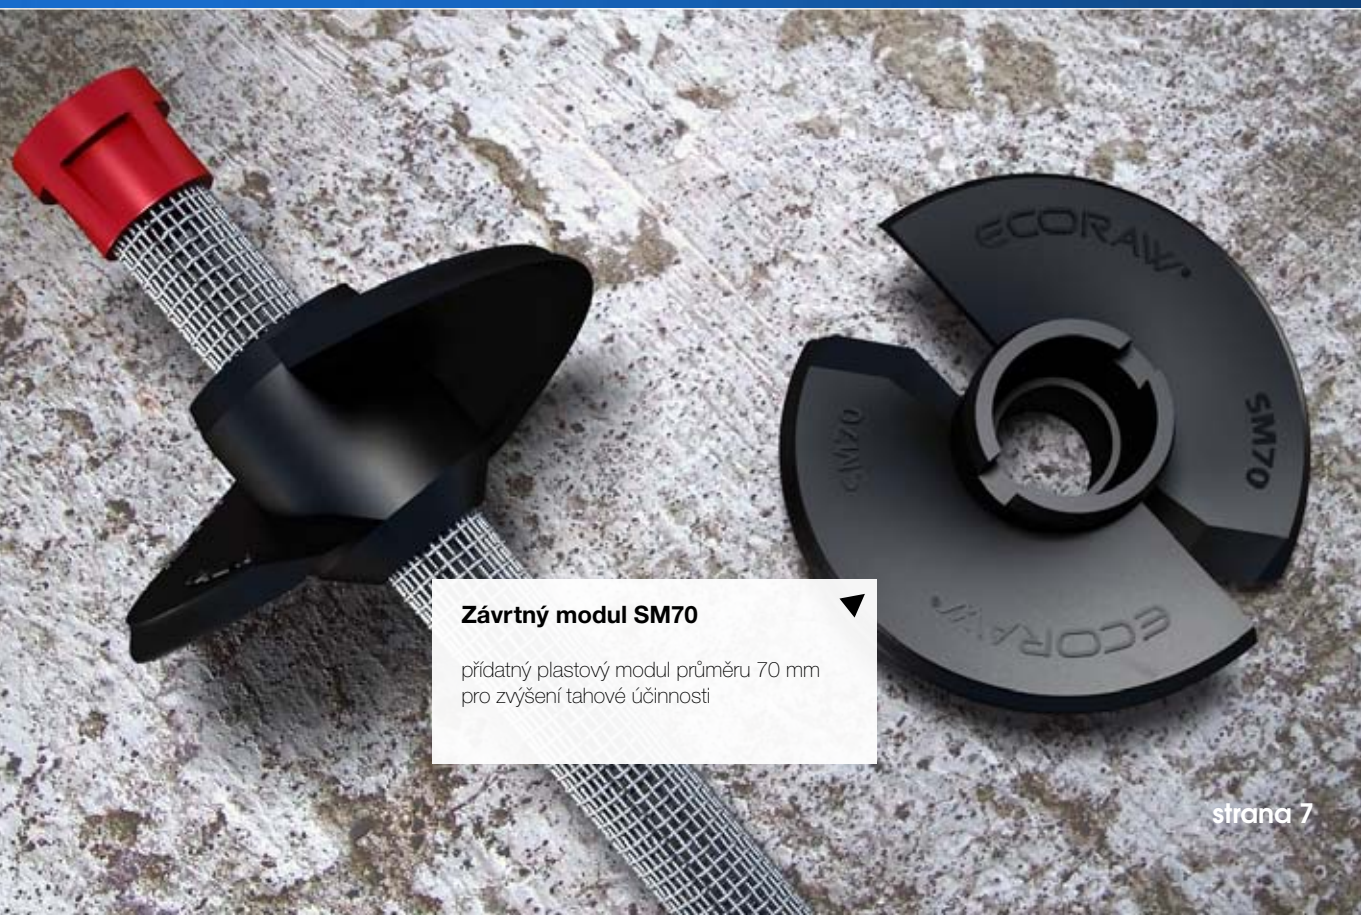 ECORAW®
SM70
SM70
ECORAW®
Závrtný modul SM70
přídatný plastový modul průměru 70 mm
pro zvýšení tahové účinnosti
strana 7